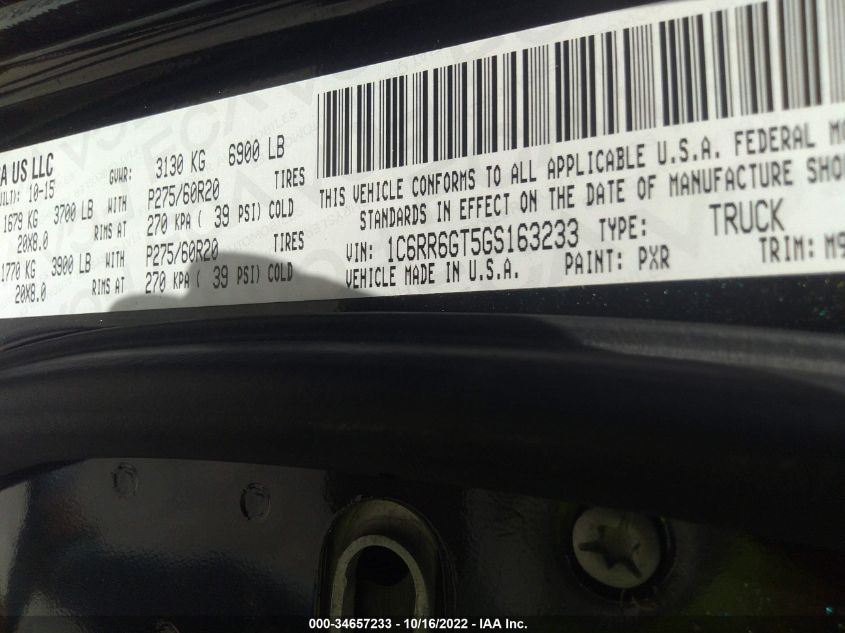 FCA US LLC
BUILT): 10-15 GVWR: 3130 KG 6900 LB
1679 KG 3700 LB WITH P275/60R20 TIRES
20X8.0 RIMS AT 270 KPA ( 39 PSI) COLD
1770 KG 3900 LB WITH P275/60R20 TIRES
20X8.0 RIMS AT 270 KPA ( 39 PSI) COLD
THIS VEHICLE CONFORMS TO ALL APPLICABLE U.S.A. FEDERAL
STANDARDS IN EFFECT ON THE DATE OF MANUFACTURE
VIN: 1C6RR6GT5GS163233 TYPE: TRUCK
VEHICLE MADE IN U.S.A. PAINT: PXR TRIM: M9
000-34657233 - 10/16/2022 - IAA Inc.